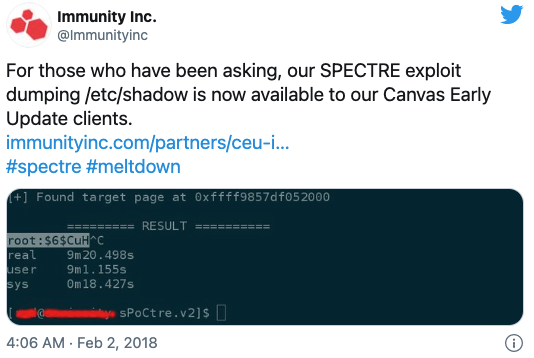 Immunity Inc.
@Immunityinc
For those who have been asking, our SPECTRE exploit
dumping /etc/shadow is now available to our Canvas Early
Update clients.
immunityinc.com/partners/ceu-i...
#spectre #meltdown
[+] Found target page at 0xffff9857df052000
========= RESULT ==========
root:$6$CuH^C
real 9m20.498s
user 9m1.155s
sys 0m18.427s
[ @ sPoCtre.v2]$
4:06 AM · Feb 2, 2018